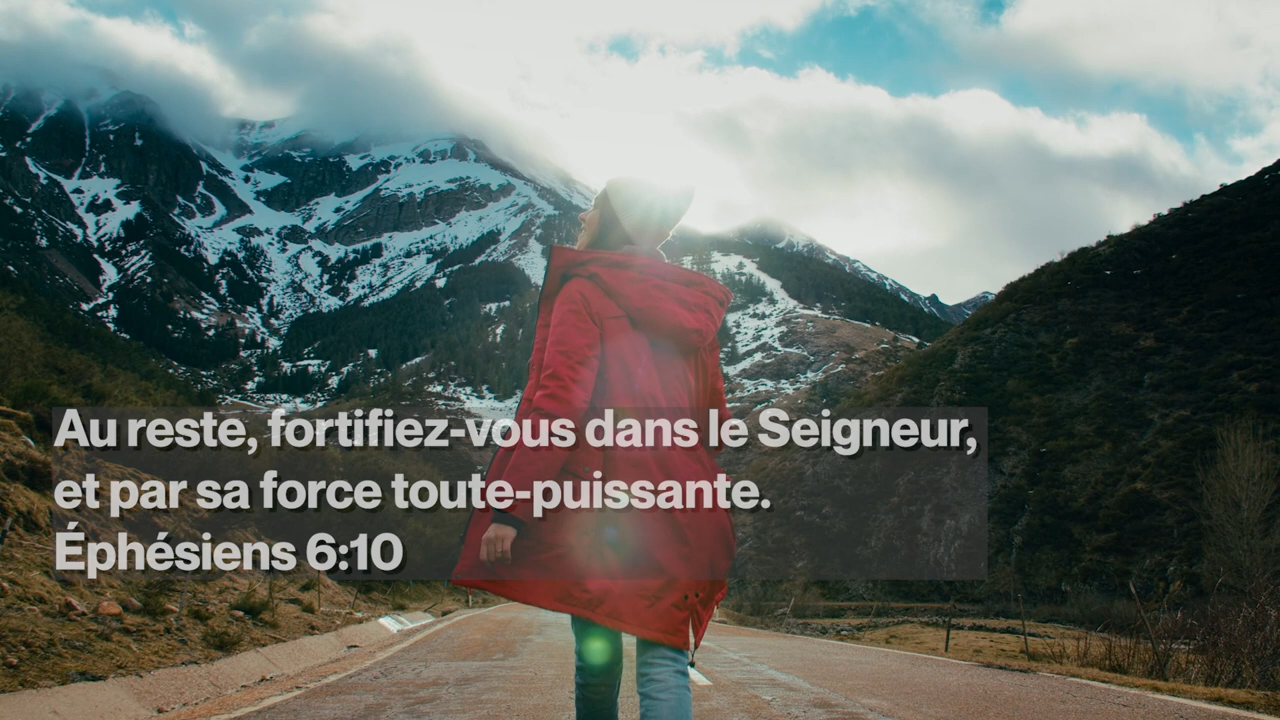 Au reste, fortifiez-vous dans le Seigneur,
et par sa force toute-puissante.
Éphésiens 6:10